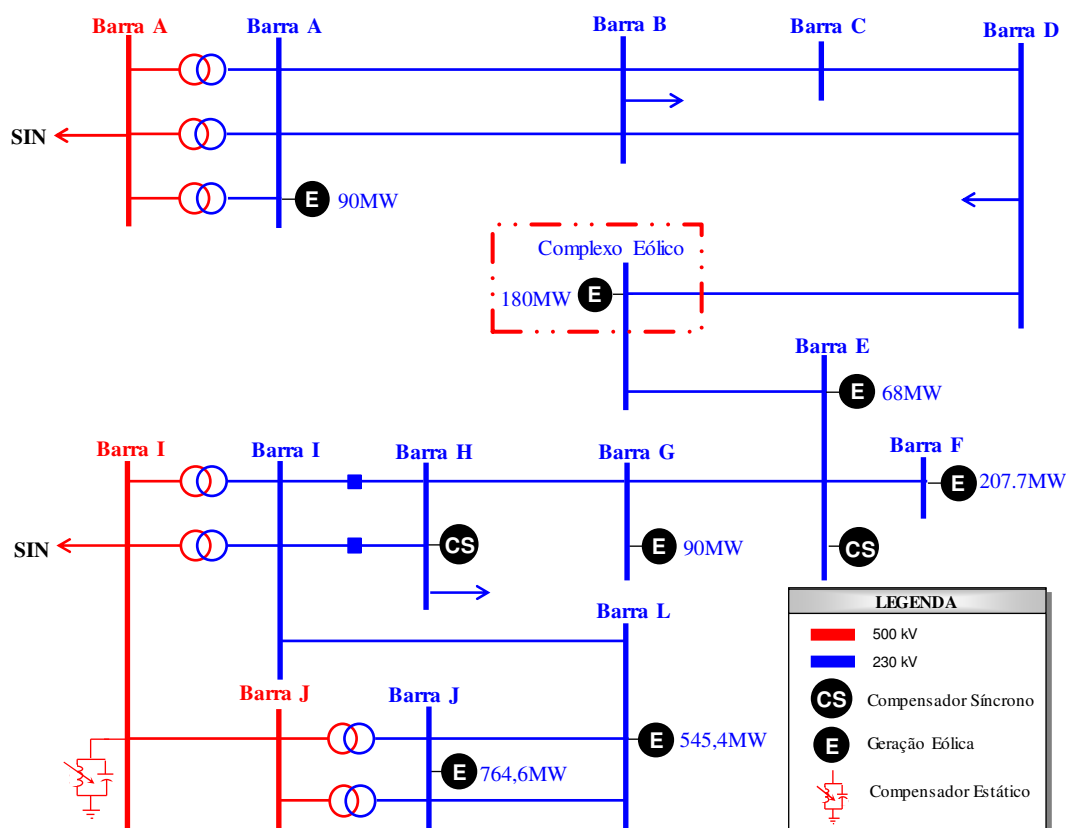 Barra A
Barra A
Barra B
Barra C
Barra D
SIN
E
90MW
Complexo Eólico
180MW
E
Barra E
E
68MW
Barra I
Barra I
Barra H
Barra G
Barra F
E
207.7MW
SIN
CS
E
90MW
CS
Barra L
LEGENDA
500 kV
230 kV
CS
Compensador Síncrono
E
Geração Eólica
Compensador Estático
Barra J
Barra J
E
545,4MW
E
764,6MW